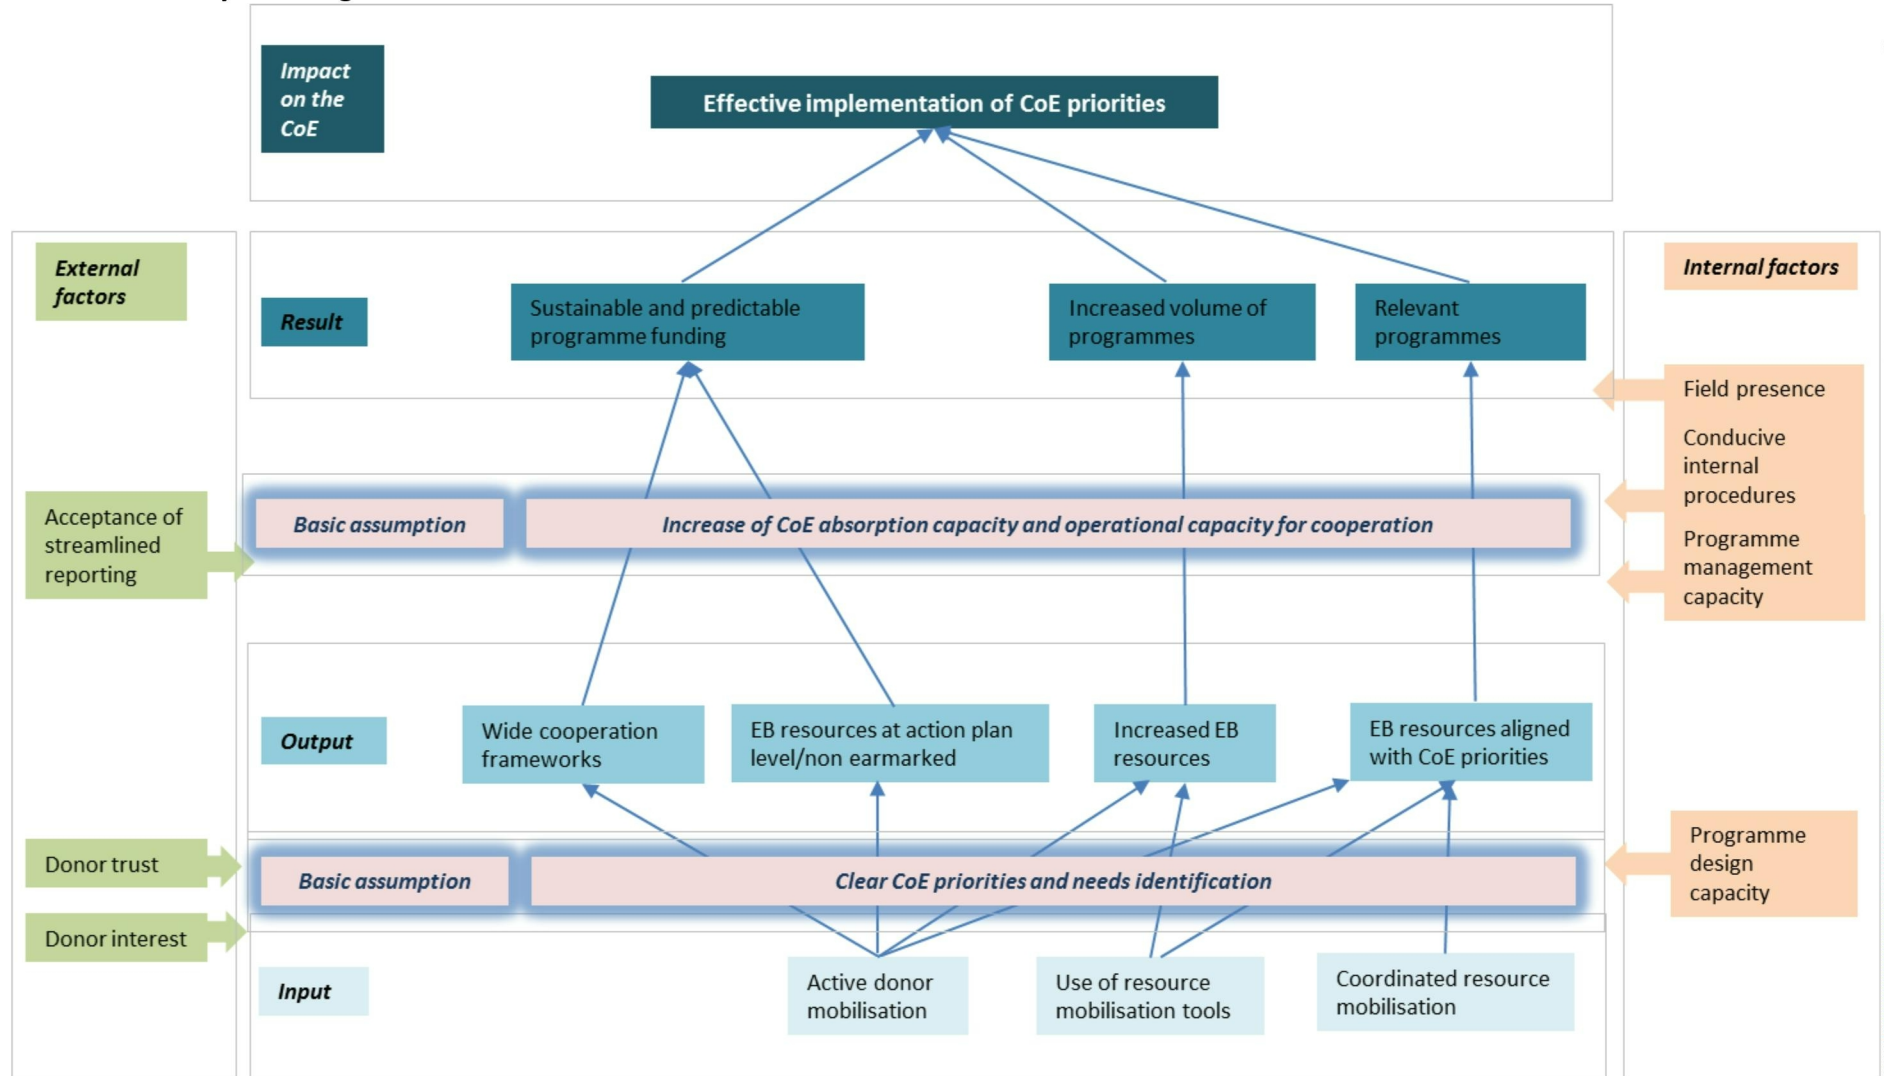 Impact
on the
CoE
Effective implementation of CoE priorities
External
factors
Internal factors
Result
Sustainable and predictable
programme funding
Increased volume of
programmes
Relevant
programmes
Field presence
Conducive
internal
procedures
Acceptance of
streamlined
reporting
Basic assumption
Increase of CoE absorption capacity and operational capacity for cooperation
Programme
management
capacity
Output
Wide cooperation
frameworks
EB resources at action plan
level/non earmarked
Increased EB
resources
EB resources aligned
with CoE priorities
Donor trust
Basic assumption
Clear CoE priorities and needs identification
Programme
design
capacity
Donor interest
Input
Active donor
mobilisation
Use of resource
mobilisation tools
Coordinated resource
mobilisation